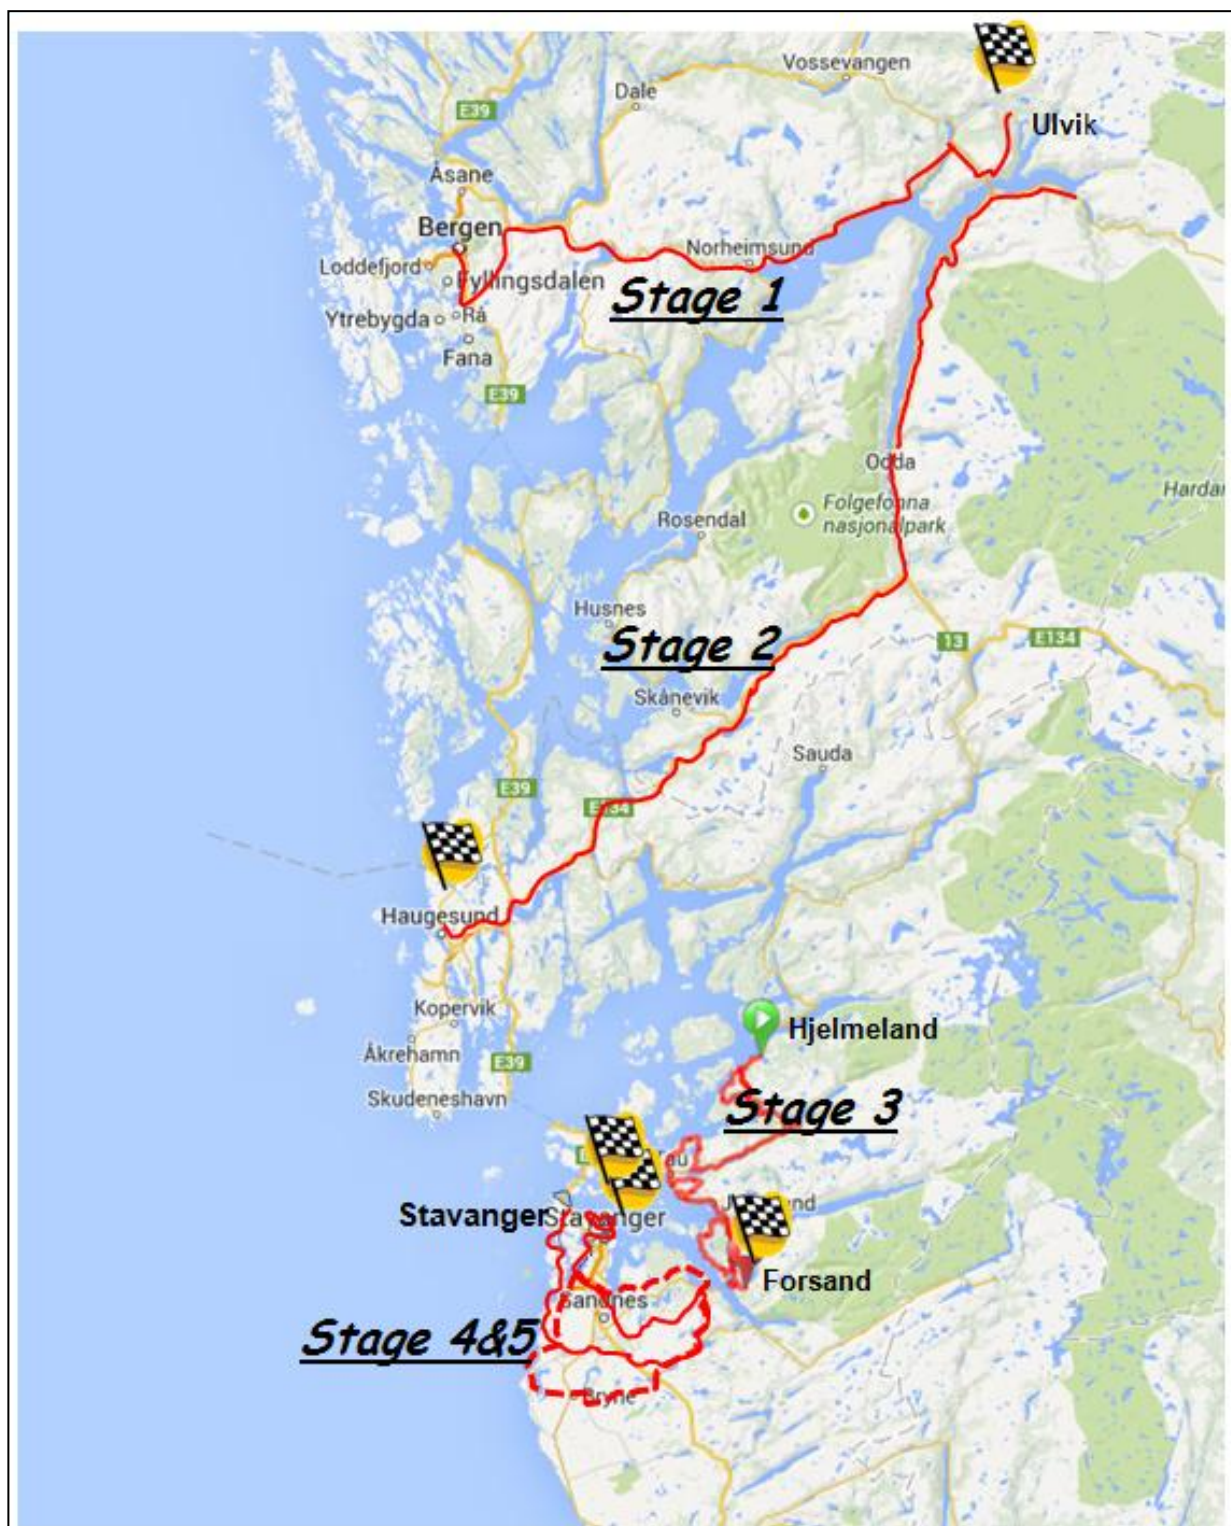 Vossevangen
Dale
E39
Ulvik
Åsane
Bergen
Norheimsund
Loddefjord
Fyllingsdalen
Stage 1
Ytrebygda
Rå
Fana
E39
Odda
Folgefonna
nasjonalpark
Hardan
Rosendal
Husnes
Stage 2
13
E134
Skånevik
Sauda
E39
E134
Haugesund
Kopervik
Hjelmeland
Åkrehamn
E39
Skudeneshavn
Stage 3
Stavanger
Stavanger
Forsand
Sandnes
Stage 4&5
Bryne